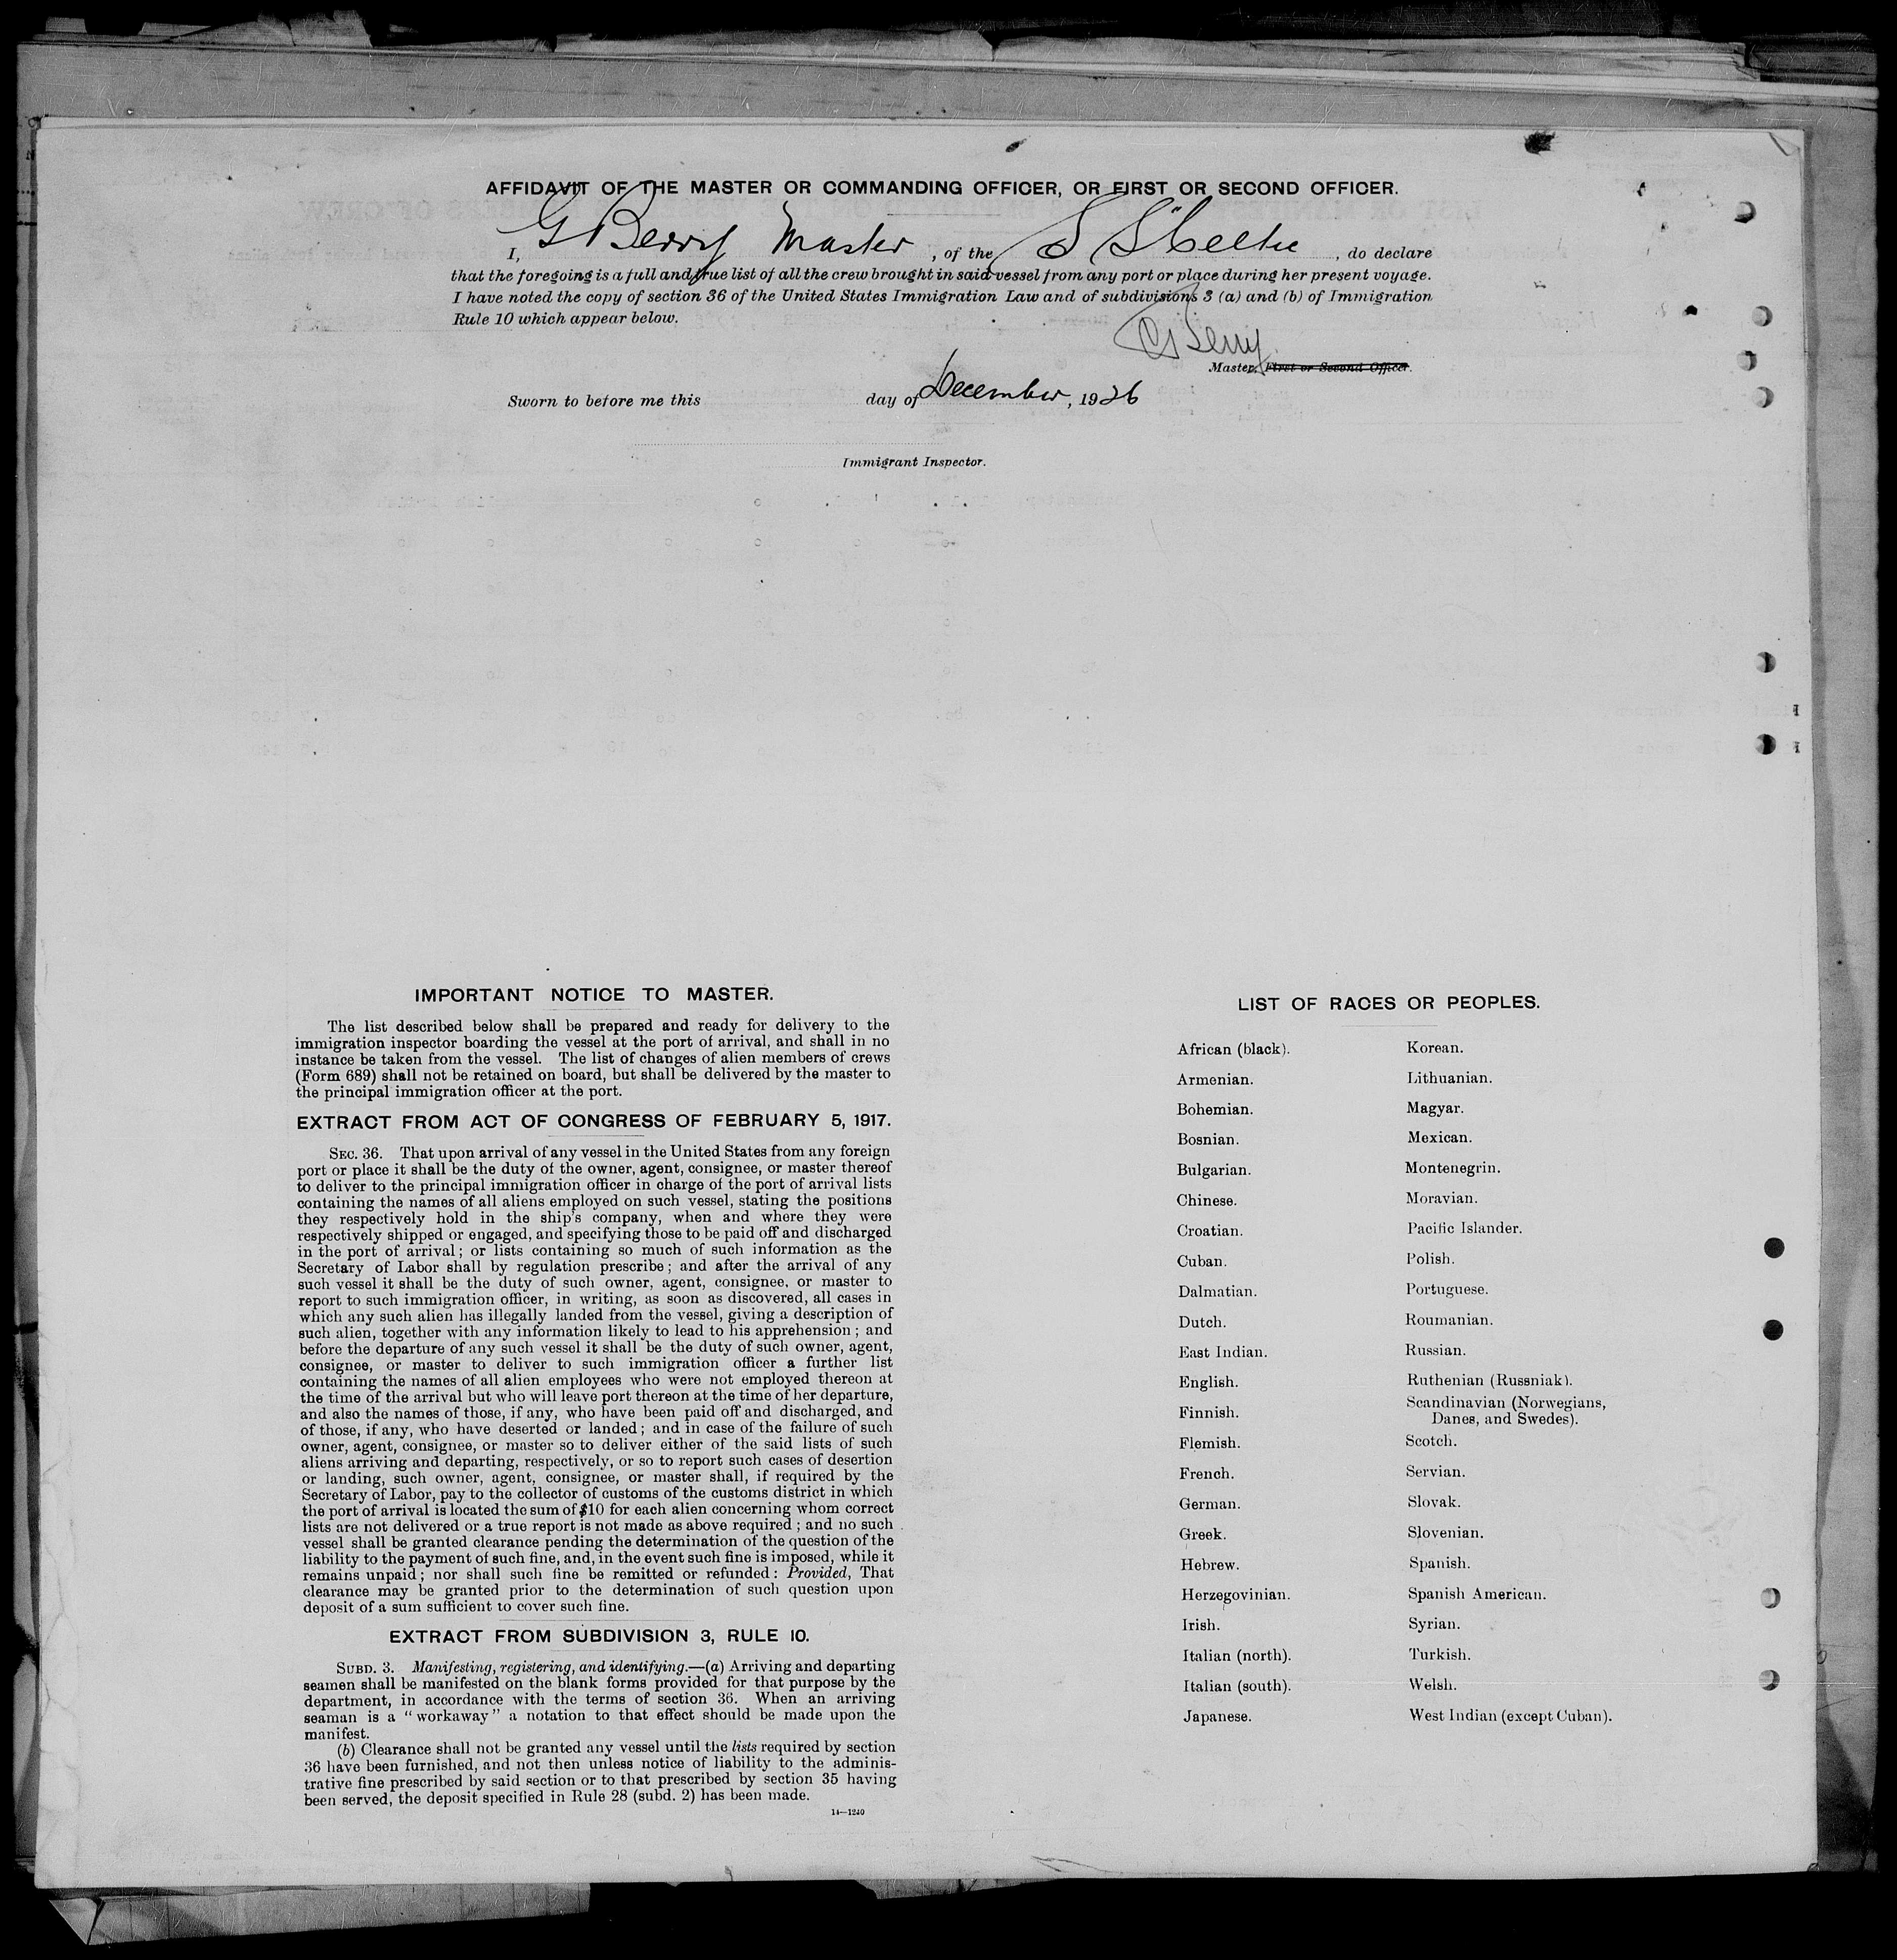 AFFIDAVIT OF THE MASTER OR COMMANDING OFFICER, OR FIRST OR SECOND OFFICER.
I, G Berry Master, of the S S, do declare
that the foregoing is a full and true list of all the crew brought in said vessel from any port or place during her present voyage.
I have noted the copy of section 36 of the United States Immigration Law and of subdivisions 3 (a) and (b) of Immigration
Rule 10 which appear below.
G Berry
Master, First or Second Officer.
Sworn to before me this day of December, 1926
Immigrant Inspector.
IMPORTANT NOTICE TO MASTER.
The list described below shall be prepared and ready for delivery to the
immigration inspector boarding the vessel at the port of arrival, and shall in no
instance be taken from the vessel. The list of changes of alien members of crews
(Form 689) shall not be retained on board, but shall be delivered by the master to
the principal immigration officer at the port.
EXTRACT FROM ACT OF CONGRESS OF FEBRUARY 5, 1917.
SEC. 36. That upon arrival of any vessel in the United States from any foreign
port or place it shall be the duty of the owner, agent, consignee, or master thereof
to deliver to the principal immigration officer in charge of the port of arrival lists
containing the names of all aliens employed on such vessel, stating the positions
they respectively hold in the ship's company, when and where they were
respectively shipped or engaged, and specifying those to be paid off and discharged
in the port of arrival; or lists containing so much of such information as the
Secretary of Labor shall by regulation prescribe; and after the arrival of any
such vessel it shall be the duty of such owner, agent, consignee, or master to
report to such immigration officer, in writing, as soon as discovered, all cases in
which any such alien has illegally landed from the vessel, giving a description of
such alien, together with any information likely to lead to his apprehension; and
before the departure of any such vessel it shall be the duty of such owner, agent,
consignee, or master to deliver to such immigration officer a further list
containing the names of all alien employees who were not employed thereon at
the time of the arrival but who will leave port thereon at the time of her departure,
and also the names of those, if any, who have been paid off and discharged, and
of those, if any, who have deserted or landed; and in case of the failure of such
owner, agent, consignee, or master so to deliver either of the said lists of such
aliens arriving and departing, respectively, or so to report such cases of desertion
or landing, such owner, agent, consignee, or master shall, if required by the
Secretary of Labor, pay to the collector of customs of the customs district in which
the port of arrival is located the sum of $10 for each alien concerning whom correct
lists are not delivered or a true report is not made as above required; and no such
vessel shall be granted clearance pending the determination of the question of the
liability to the payment of such fine, and, in the event such fine is imposed, while it
remains unpaid; nor shall such fine be remitted or refunded: Provided, That
clearance may be granted prior to the determination of such question upon
deposit of a sum sufficient to cover such fine.
EXTRACT FROM SUBDIVISION 3, RULE 10.
SUBD. 3. Manifesting, registering, and identifying.—(a) Arriving and departing
seamen shall be manifested on the blank forms provided for that purpose by the
department, in accordance with the terms of section 36. When an arriving
seaman is a "workaway" a notation to that effect should be made upon the
manifest.
(b) Clearance shall not be granted any vessel until the lists required by section
36 have been furnished, and not then unless notice of liability to the adminis-
trative fine prescribed by said section or to that prescribed by section 35 having
been served, the deposit specified in Rule 28 (subd. 2) has been made.
14—1240
LIST OF RACES OR PEOPLES.
African (black).
Armenian.
Bohemian.
Bosnian.
Bulgarian.
Chinese.
Croatian.
Cuban.
Dalmatian.
Dutch.
East Indian.
English.
Finnish.
Flemish.
French.
German.
Greek.
Hebrew.
Herzegovinian.
Irish.
Italian (north).
Italian (south).
Japanese.
Korean.
Lithuanian.
Magyar.
Mexican.
Montenegrin.
Moravian.
Pacific Islander.
Polish.
Portuguese.
Roumanian.
Russian.
Ruthenian (Russniak).
Scandinavian (Norwegians,
Danes, and Swedes).
Scotch.
Servian.
Slovak.
Slovenian.
Spanish.
Spanish American.
Syrian.
Turkish.
Welsh.
West Indian (except Cuban).